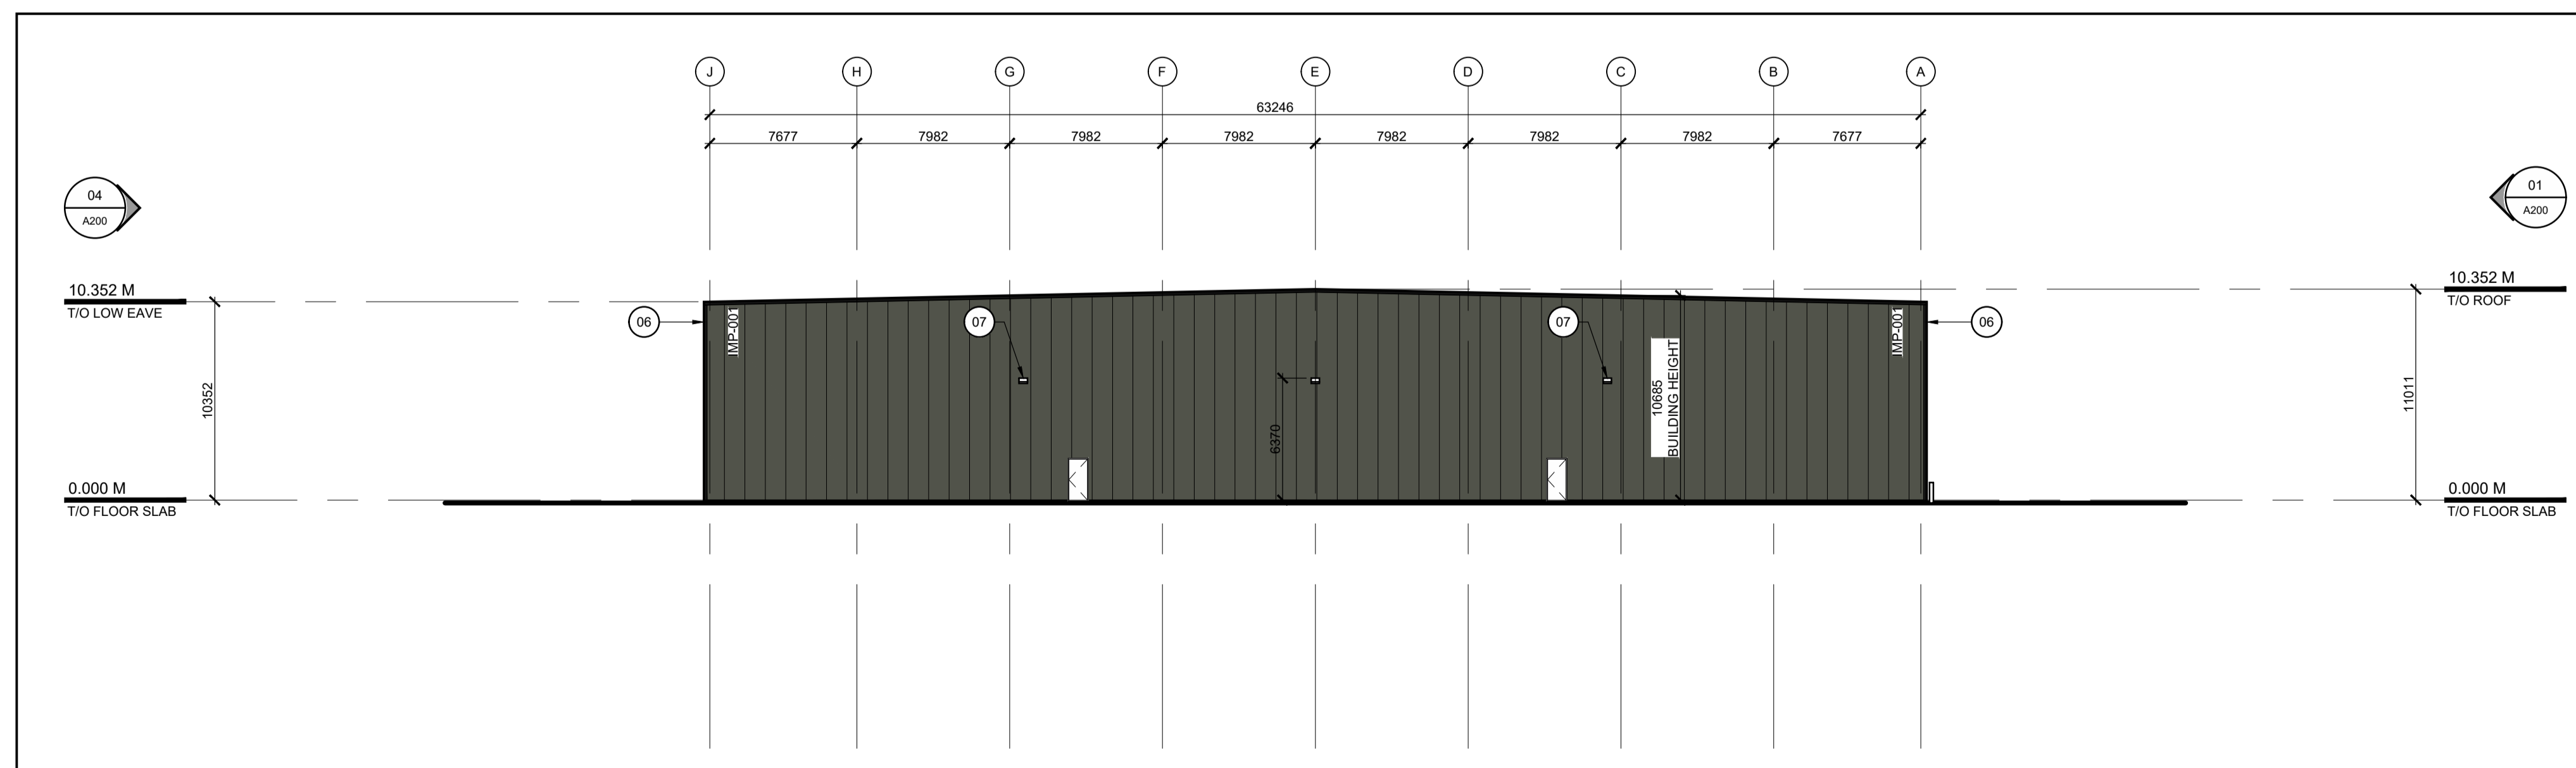 J H G F E D C B A
63246
7677 7982 7982 7982 7982 7982 7982 7677
04
A200
01
A200
10.352 M
T/O LOW EAVE
10.352 M
T/O ROOF
06
IMP-001
07
07
IMP-001
06
10352
6370
10685
BUILDING HEIGHT
11011
0.000 M
T/O FLOOR SLAB
0.000 M
T/O FLOOR SLAB